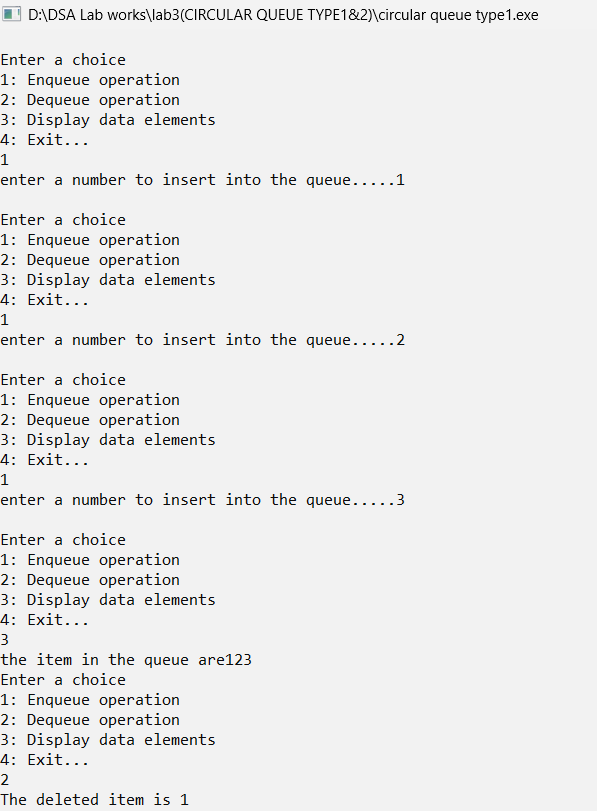 D:\DSA Lab works\lab3(CIRCULAR QUEUE TYPE1&2)\circular queue type1.exe
Enter a choice
1: Enqueue operation
2: Dequeue operation
3: Display data elements
4: Exit...
1
enter a number to insert into the queue.....1
Enter a choice
1: Enqueue operation
2: Dequeue operation
3: Display data elements
4: Exit...
1
enter a number to insert into the queue.....2
Enter a choice
1: Enqueue operation
2: Dequeue operation
3: Display data elements
4: Exit...
1
enter a number to insert into the queue.....3
Enter a choice
1: Enqueue operation
2: Dequeue operation
3: Display data elements
4: Exit...
3
the item in the queue are123
Enter a choice
1: Enqueue operation
2: Dequeue operation
3: Display data elements
4: Exit...
2
The deleted item is 1